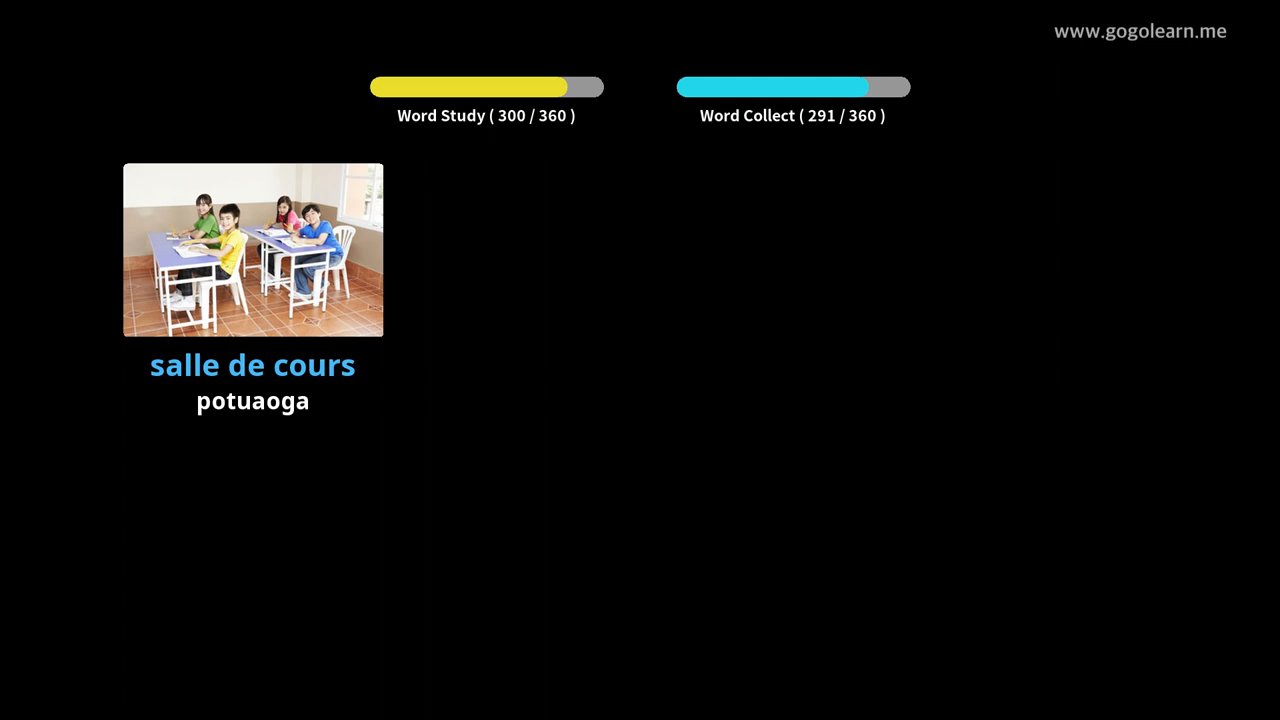 www.gogolearn.me
Word Study ( 300 / 360 )
Word Collect ( 291 / 360 )
salle de cours
potuaoga